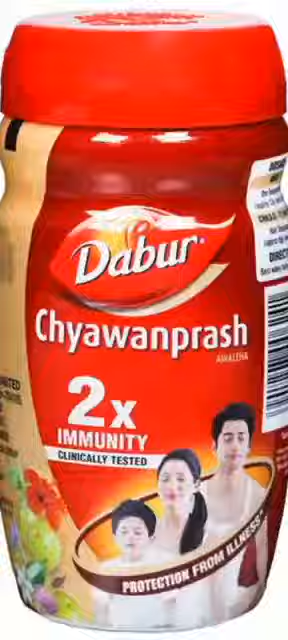 Dabur
Chyawanprash
AWALEHA
2x
IMMUNITY
CLINICALLY TESTED
PROTECTION FROM ILLNESS*